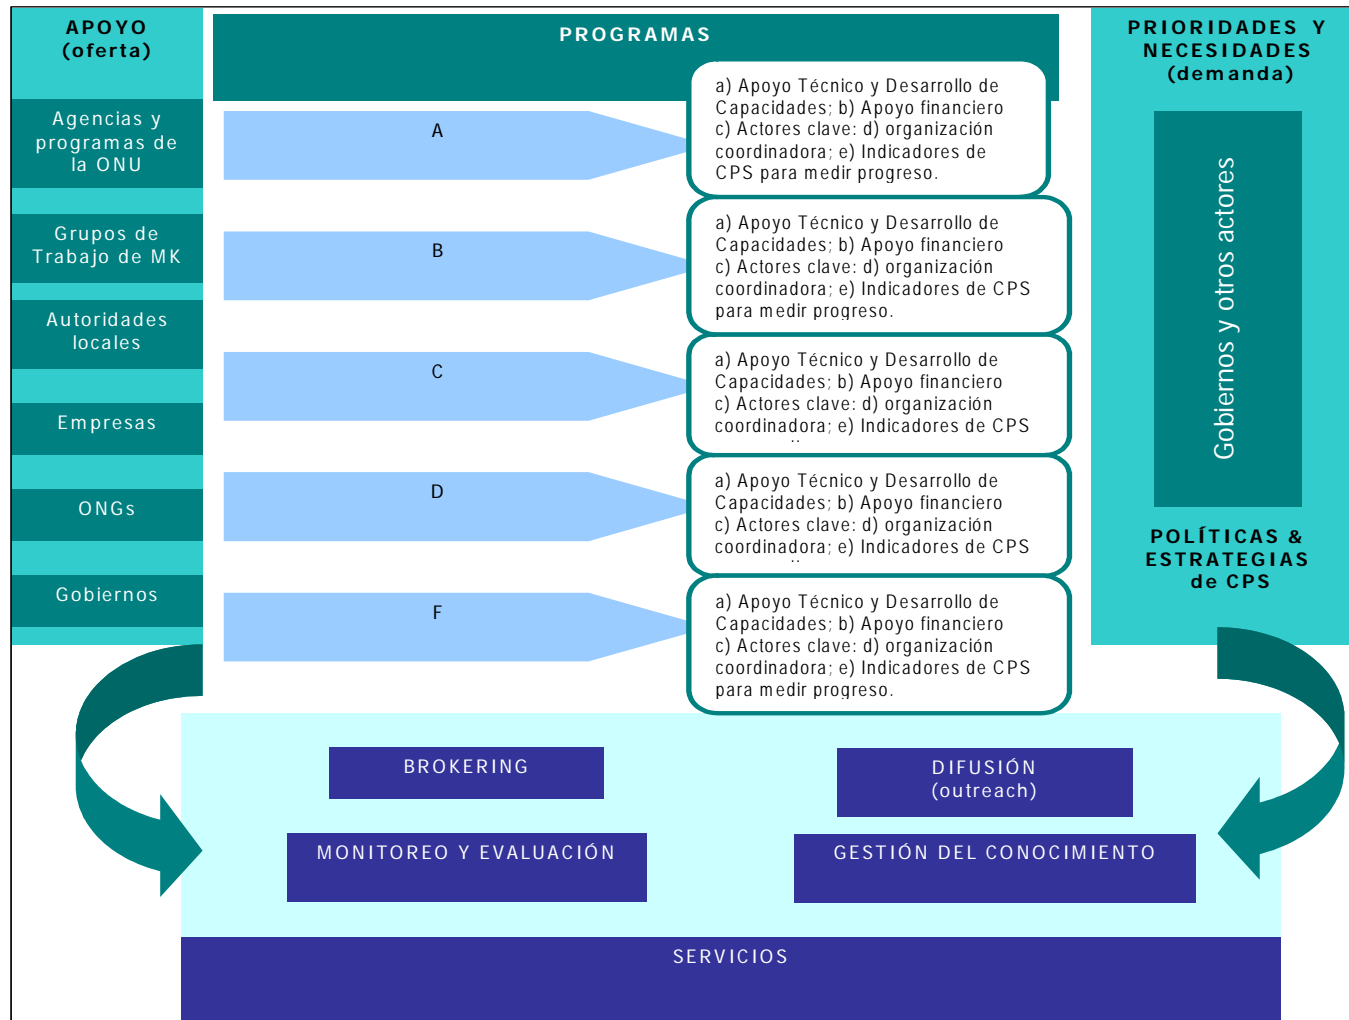 APOYO
(oferta)
Agencias y
programas de
la ONU
Grupos de
Trabajo de MK
Autoridades
locales
Empresas
ONGs
Gobiernos
PROGRAMAS
A
a) Apoyo Técnico y Desarrollo de
Capacidades; b) Apoyo financiero
c) Actores clave: d) organización
coordinadora; e) Indicadores de
CPS para medir progreso.
B
a) Apoyo Técnico y Desarrollo de
Capacidades; b) Apoyo financiero
c) Actores clave: d) organización
coordinadora; e) Indicadores de CPS
para medir progreso.
C
a) Apoyo Técnico y Desarrollo de
Capacidades; b) Apoyo financiero
c) Actores clave: d) organización
coordinadora; e) Indicadores de CPS
D
a) Apoyo Técnico y Desarrollo de
Capacidades; b) Apoyo financiero
c) Actores clave: d) organización
coordinadora; e) Indicadores de CPS
F
a) Apoyo Técnico y Desarrollo de
Capacidades; b) Apoyo financiero
c) Actores clave: d) organización
coordinadora; e) Indicadores de CPS
para medir progreso.
PRIORIDADES Y
NECESIDADES
(demanda)
Gobiernos y otros actores
POLÍTICAS &
ESTRATEGIAS
de CPS
BROKERING
DIFUSIÓN
(outreach)
MONITOREO Y EVALUACIÓN
GESTIÓN DEL CONOCIMIENTO
SERVICIOS